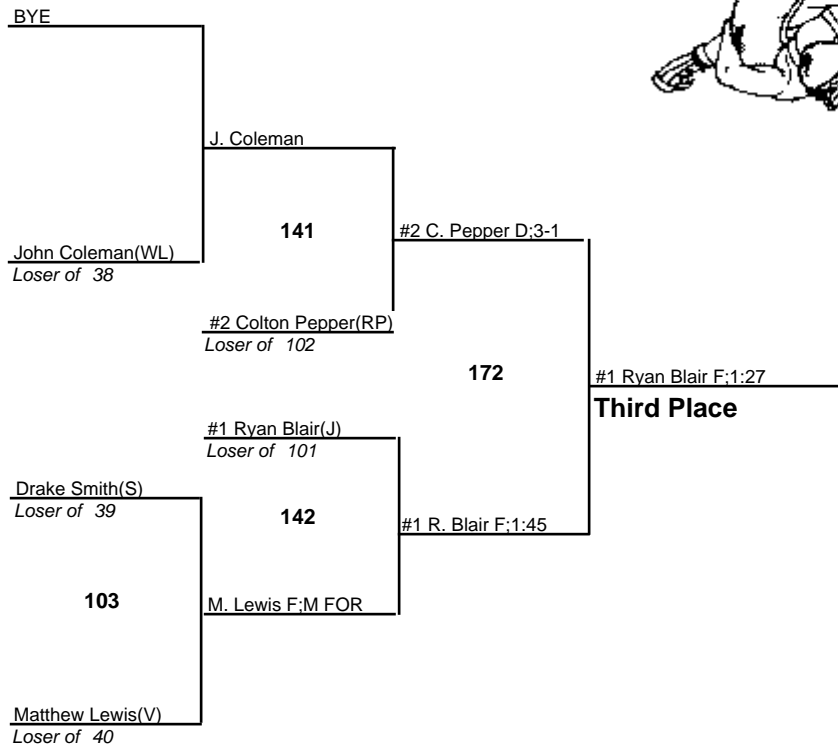 BYE
J. Coleman
141
#2 C. Pepper D;3-1
John Coleman(WL)
Loser of 38
#2 Colton Pepper(RP)
Loser of 102
172
#1 Ryan Blair F;1:27
Third Place
#1 Ryan Blair(J)
Loser of 101
Drake Smith(S)
Loser of 39
142
#1 R. Blair F;1:45
103
M. Lewis F;M FOR
Matthew Lewis(V)
Loser of 40